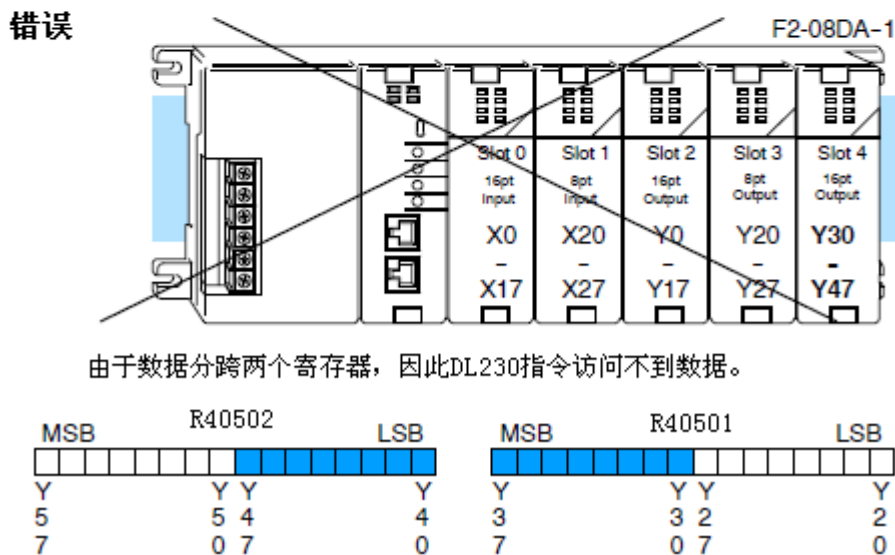 错误
F2-08DA-1
Slot 0 Slot 1 Slot 2 Slot 3 Slot 4
16pt 8pt 16pt 8pt 16pt
Input Input Output Output Output
X0 X20 Y0 Y20 Y30
- - - - -
X17 X27 Y17 Y27 Y47
由于数据分跨两个寄存器，因此DL230指令访问不到数据。
MSB R40502 LSB MSB R40501 LSB
Y Y Y Y Y Y Y Y
5 5 4 4 3 3 2 2
7 0 7 0 7 0 7 0